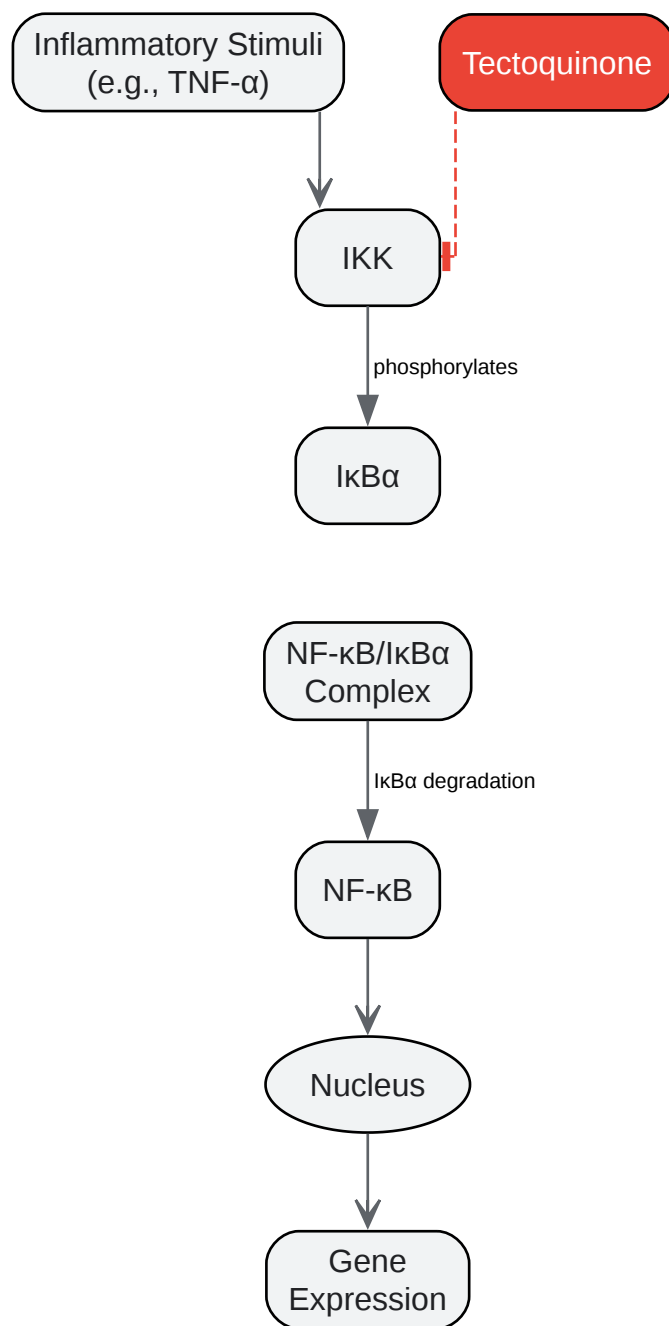 Inflammatory Stimuli
(e.g., TNF-α)
Tectoquinone
IKK
phosphorylates
IκBα
NF-κB/IκBα
Complex
IκBα degradation
NF-κB
Nucleus
Gene
Expression